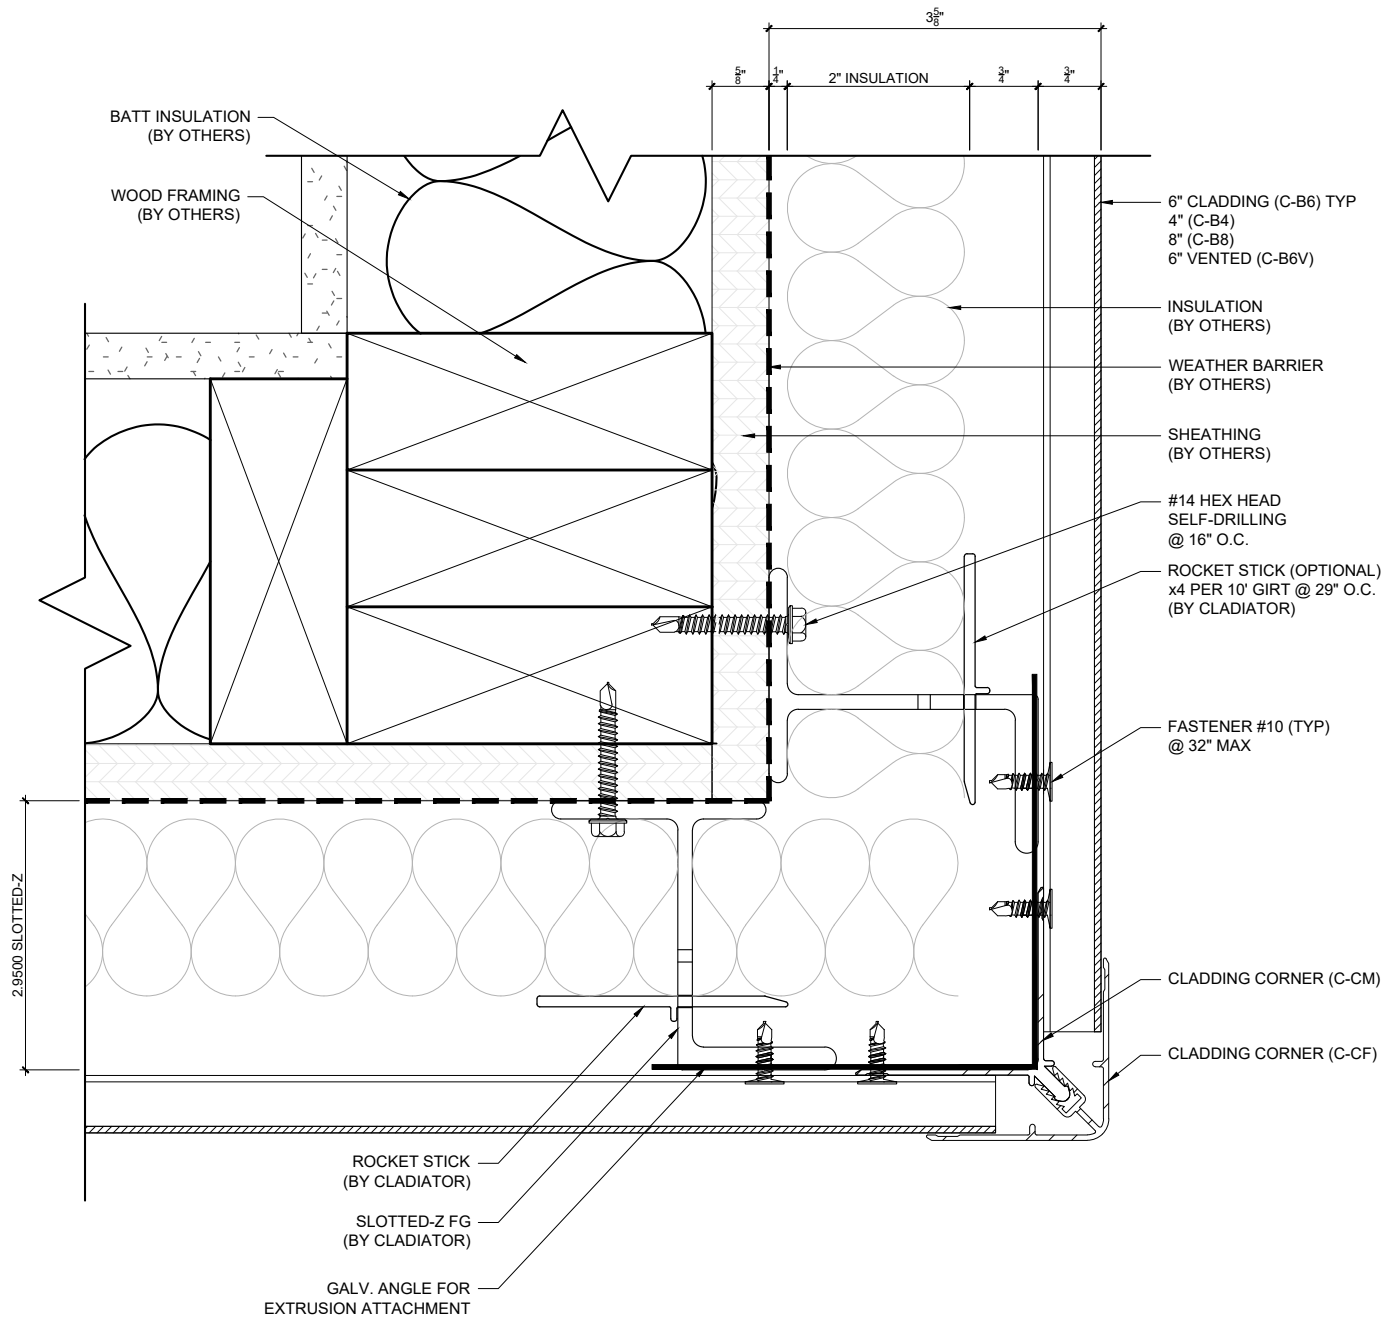 3 5/8"
5/8"
1/4"
2" INSULATION
3/4"
3/4"
BATT INSULATION
(BY OTHERS)
WOOD FRAMING
(BY OTHERS)
6" CLADDING (C-B6) TYP
4" (C-B4)
8" (C-B8)
6" VENTED (C-B6V)
INSULATION
(BY OTHERS)
WEATHER BARRIER
(BY OTHERS)
SHEATHING
(BY OTHERS)
#14 HEX HEAD
SELF-DRILLING
@ 16" O.C.
ROCKET STICK (OPTIONAL)
x4 PER 10' GIRT @ 29" O.C.
(BY CLADIATOR)
FASTENER #10 (TYP)
@ 32" MAX
2.9500 SLOTTED-Z
CLADDING CORNER (C-CM)
CLADDING CORNER (C-CF)
ROCKET STICK
(BY CLADIATOR)
SLOTTED-Z FG
(BY CLADIATOR)
GALV. ANGLE FOR
EXTRUSION ATTACHMENT